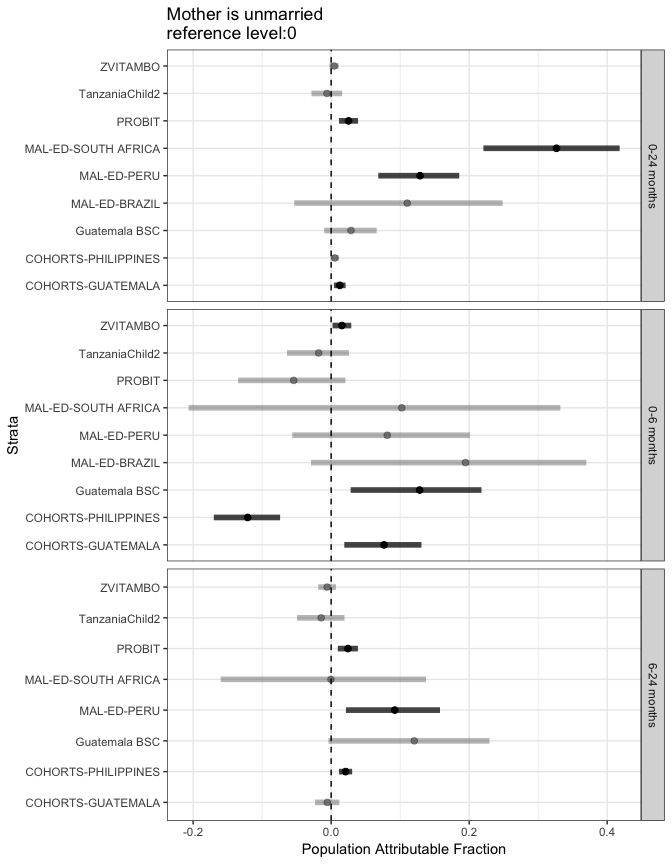 Mother is unmarried
reference level:0
ZVITAMBO
TanzaniaChild2
PROBIT
MAL-ED-SOUTH AFRICA
MAL-ED-PERU
MAL-ED-BRAZIL
Guatemala BSC
COHORTS-PHILIPPINES
COHORTS-GUATEMALA
0-24 months
ZVITAMBO
TanzaniaChild2
PROBIT
MAL-ED-SOUTH AFRICA
MAL-ED-PERU
MAL-ED-BRAZIL
Guatemala BSC
COHORTS-PHILIPPINES
COHORTS-GUATEMALA
0-6 months
ZVITAMBO
TanzaniaChild2
PROBIT
MAL-ED-SOUTH AFRICA
MAL-ED-PERU
Guatemala BSC
COHORTS-PHILIPPINES
COHORTS-GUATEMALA
6-24 months
Strata
-0.2 0.0 0.2 0.4
Population Attributable Fraction